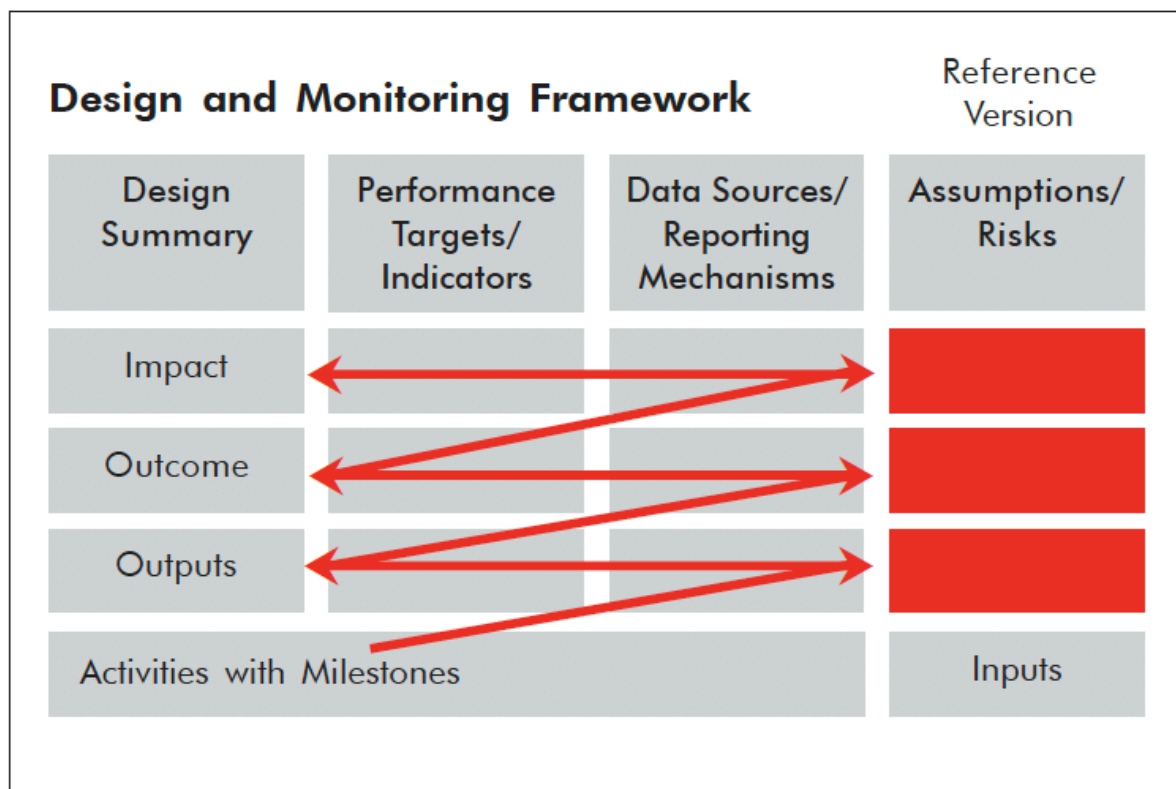 Design and Monitoring Framework
Reference
Version
Design
Summary
Performance
Targets/
Indicators
Data Sources/
Reporting
Mechanisms
Assumptions/
Risks
Impact
Outcome
Outputs
Activities with Milestones
Inputs